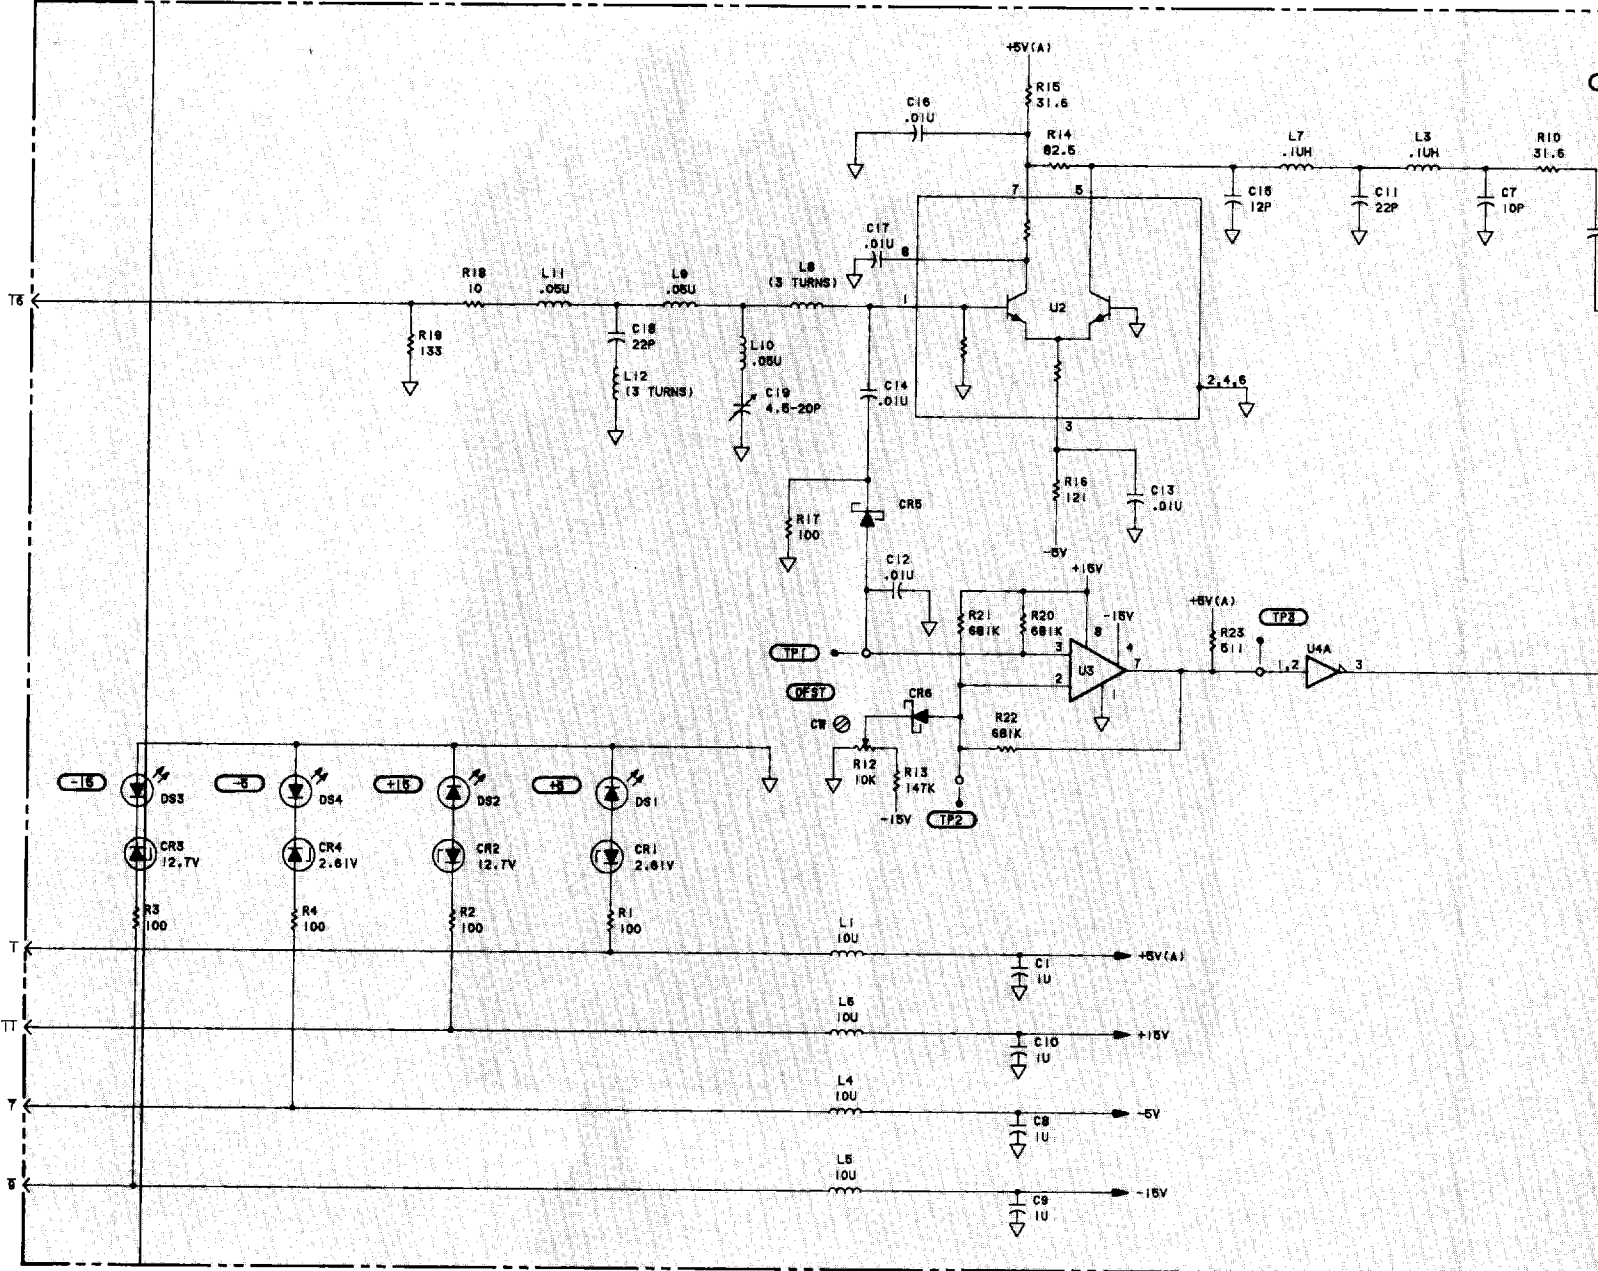 +5V(A)
R15
31.6
C16
.01U
R14
82.5
L7
.1UH
L3
.1UH
R10
31.6
7
5
C15
12P
C11
22P
C7
10P
C17
.01U
8
R18
10
L11
.05U
L9
.05U
L8
(3 TURNS)
T6
1
U2
R19
133
C18
22P
L10
.05U
L12
(3 TURNS)
C19
4.5-20P
C14
.01U
2,4,6
3
R16
121
C13
.01U
CR5
R17
100
-5V
C12
.01U
+15V
R21
681K
R20
681K
-15V
+5V(A)
TP3
8
4
R23
511
TP1
3
U3
7
1,2
U4A
3
2
1
OFST
CR6
CW
R22
681K
R12
10K
R13
147K
-15V
TP2
-15
DS3
-5
DS4
+15
DS2
+5
DS1
CR3
12.7V
CR4
2.61V
CR2
12.7V
CR1
2.61V
R3
100
R4
100
R2
100
R1
100
L1
10U
T
C1
1U
+5V(A)
L6
10U
TT
C10
1U
+15V
L4
10U
C8
1U
-5V
L5
10U
C9
1U
-15V